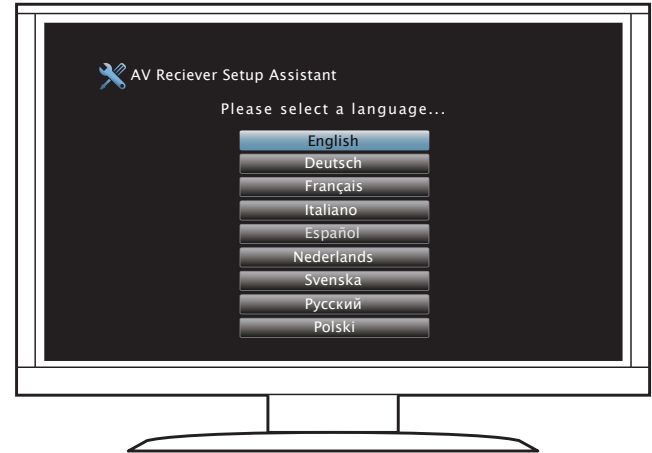 AV Reciever Setup Assistant
Please select a language...
English
Deutsch
Français
Italiano
Español
Nederlands
Svenska
Русский
Polski